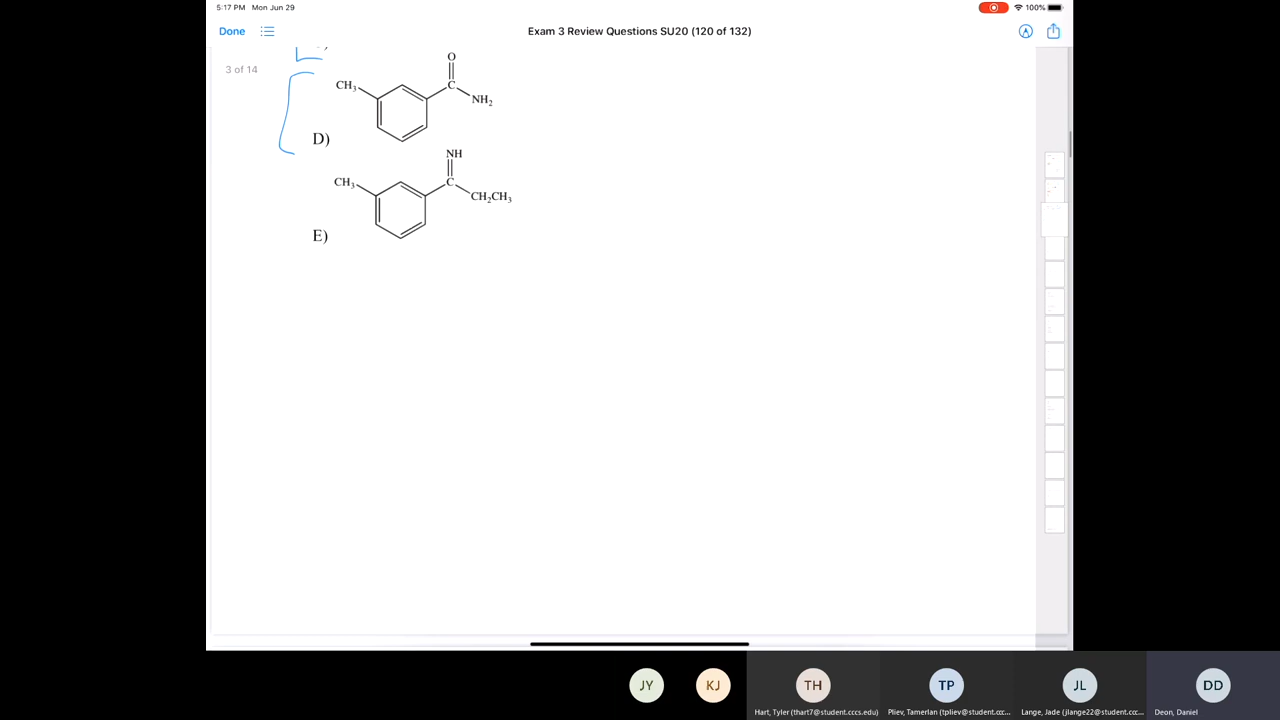 5:17 PM Mon Jun 29
100%
Done
Exam 3 Review Questions SU20 (120 of 132)
3 of 14
O
CH₃
C
NH₂
D)
NH
CH₃
C
CH₂CH₃
E)
JY
KJ
TH
TP
JL
DD
Hart, Tyler (thart7@student.cccs.edu)
Pliev, Tamerlan (tpliev@student.ccc...
Lange, Jade (jlange22@student.ccc...
Deon, Daniel